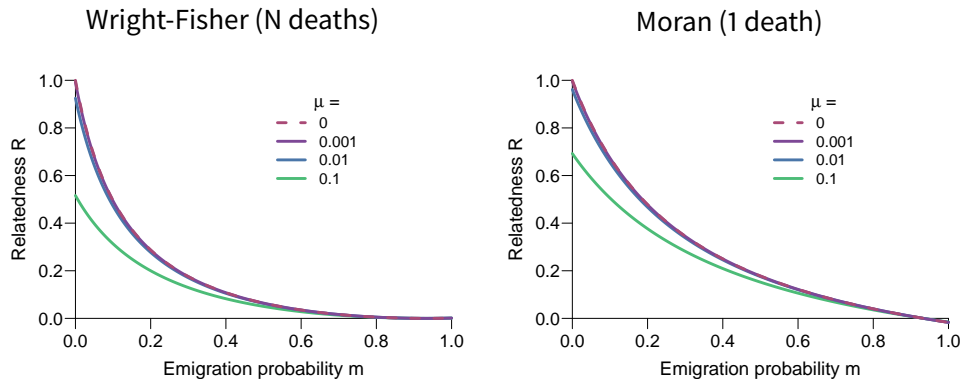 Wright-Fisher (N deaths)
Relatedness R
1.0
0.8
0.6
0.4
0.2
0.0
μ =
0
0.001
0.01
0.1
0.0 0.2 0.4 0.6 0.8 1.0
Emigration probability m
Moran (1 death)
Relatedness R
1.0
0.8
0.6
0.4
0.2
0.0
μ =
0
0.001
0.01
0.1
0.0 0.2 0.4 0.6 0.8 1.0
Emigration probability m